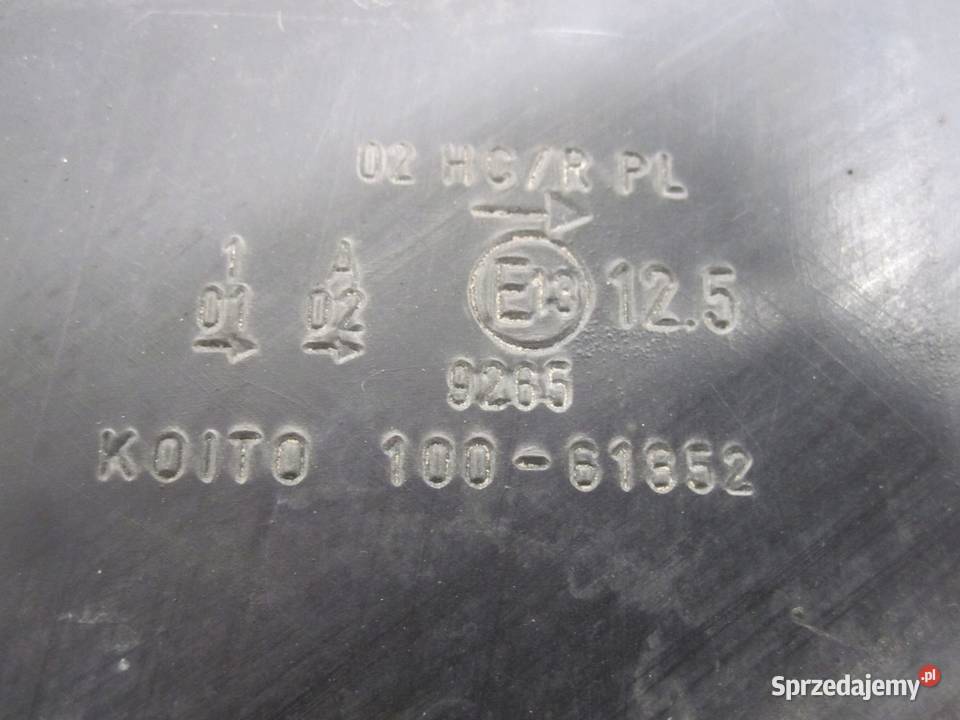 02 HC/R PL
→
1 A
01 02 E13 12.5
→ →
9265
KOITO 100-61852
Sprzedajemy.pl